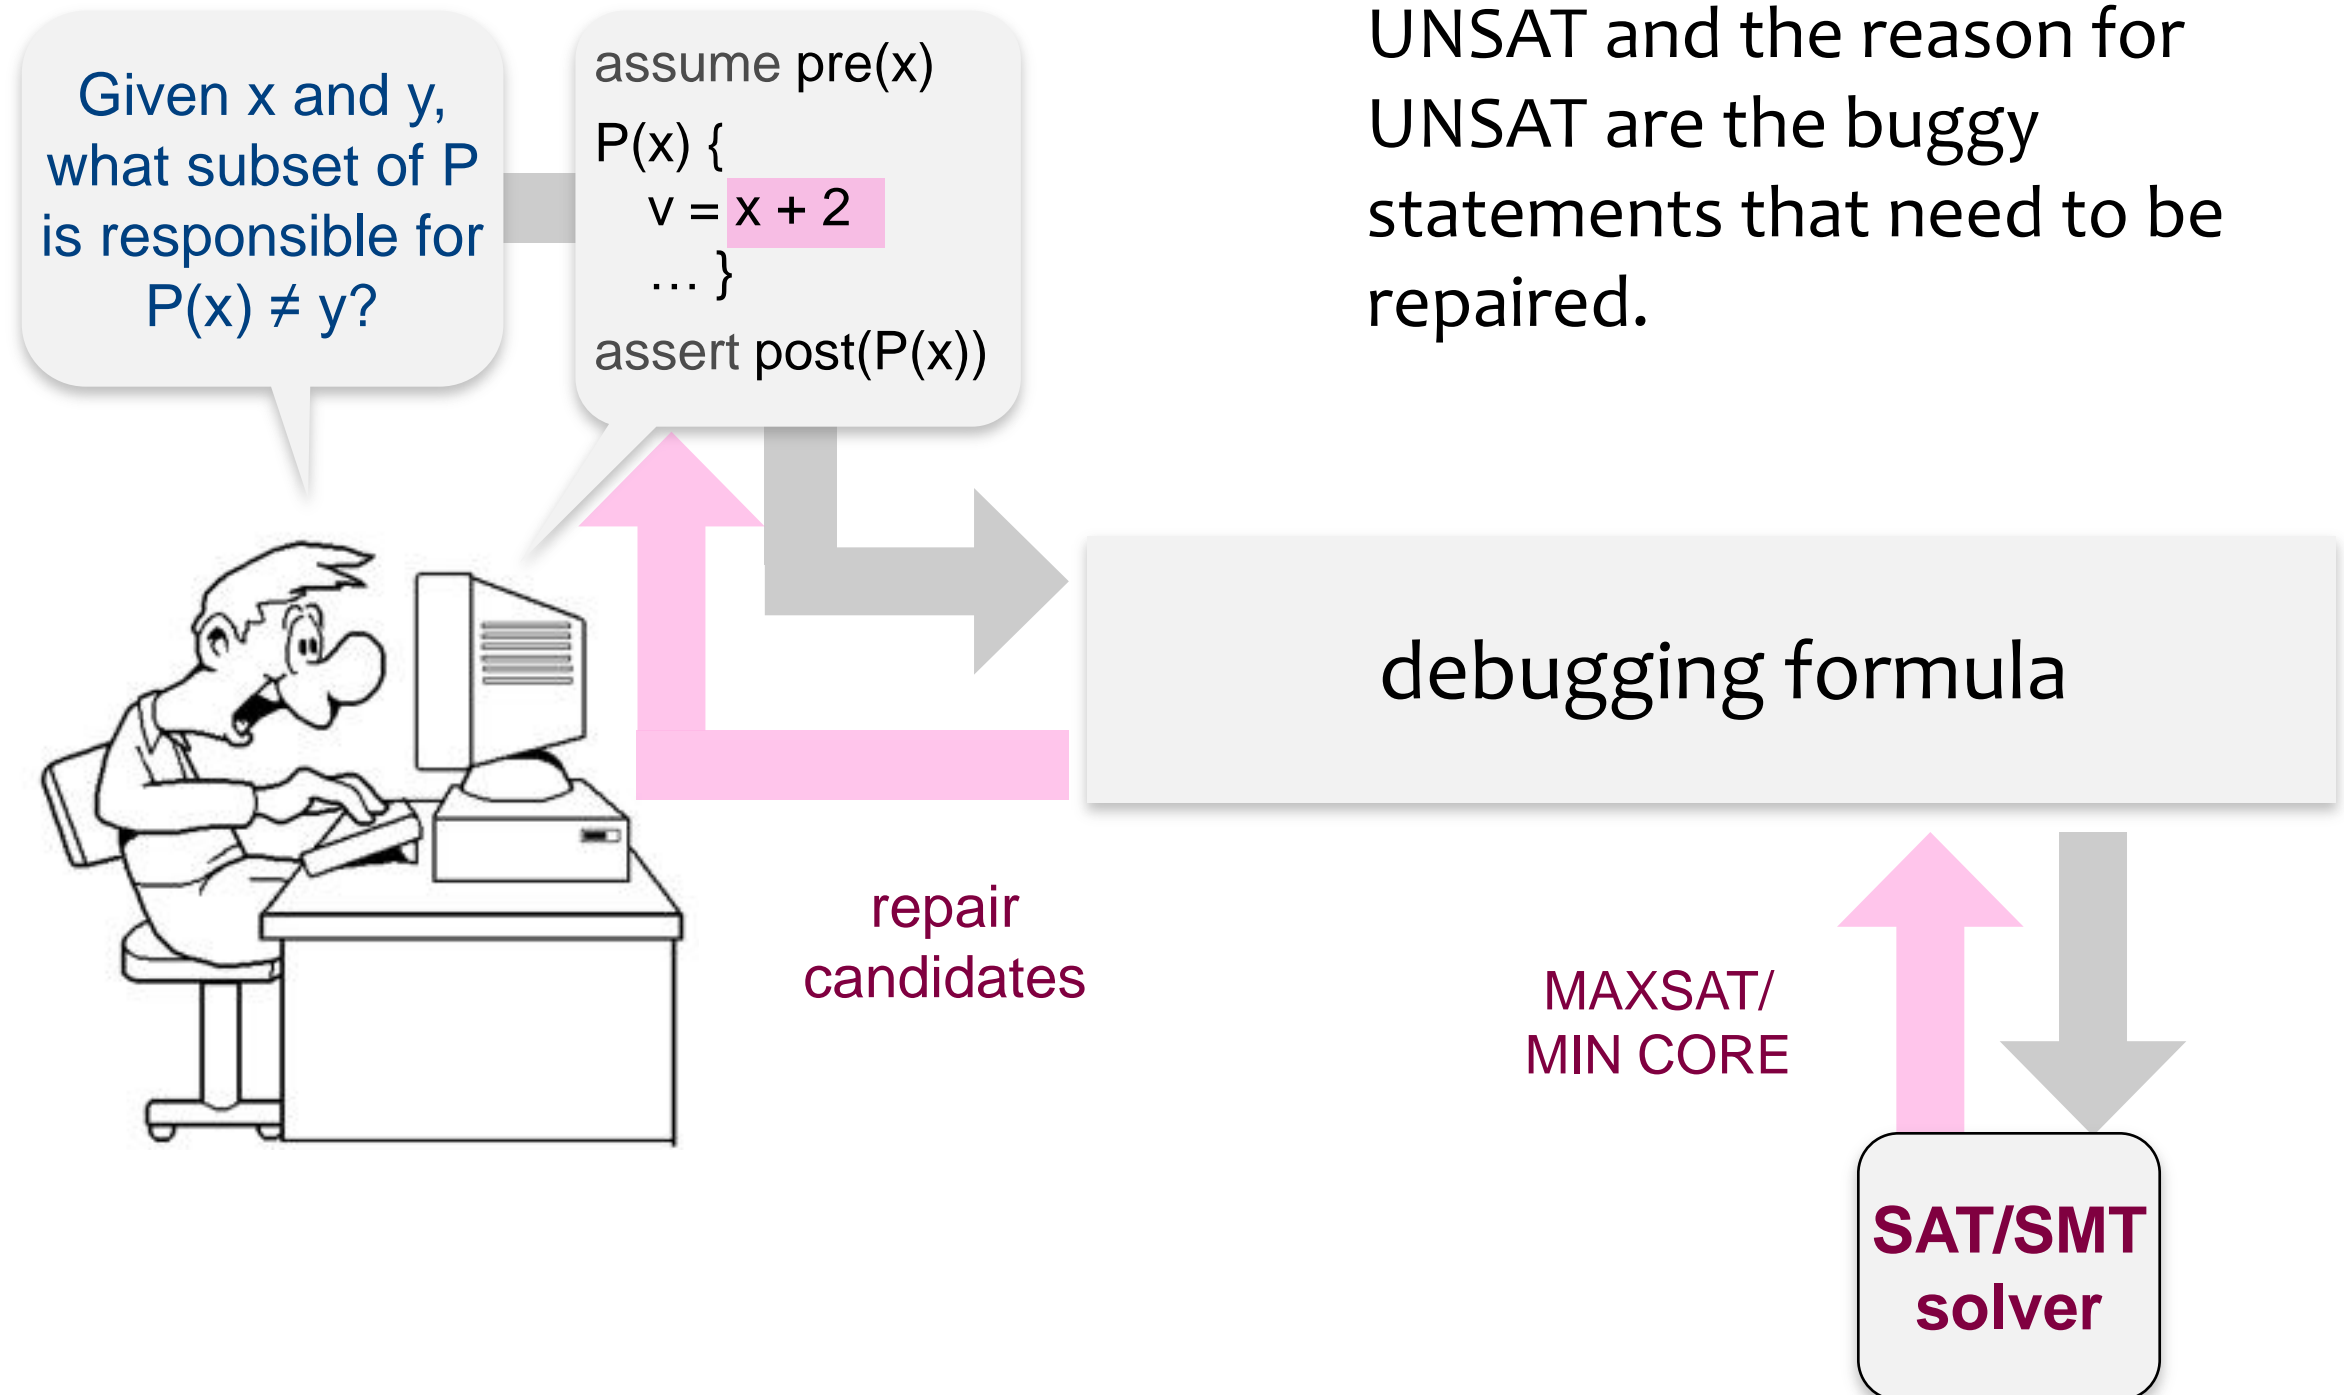 Given x and y,
what subset of P
is responsible for
P(x) ≠ y?
assume pre(x)
P(x) {
v = x + 2
… }
assert post(P(x))
UNSAT and the reason for
UNSAT are the buggy
statements that need to be
repaired.
debugging formula
repair
candidates
MAXSAT/
MIN CORE
SAT/SMT
solver